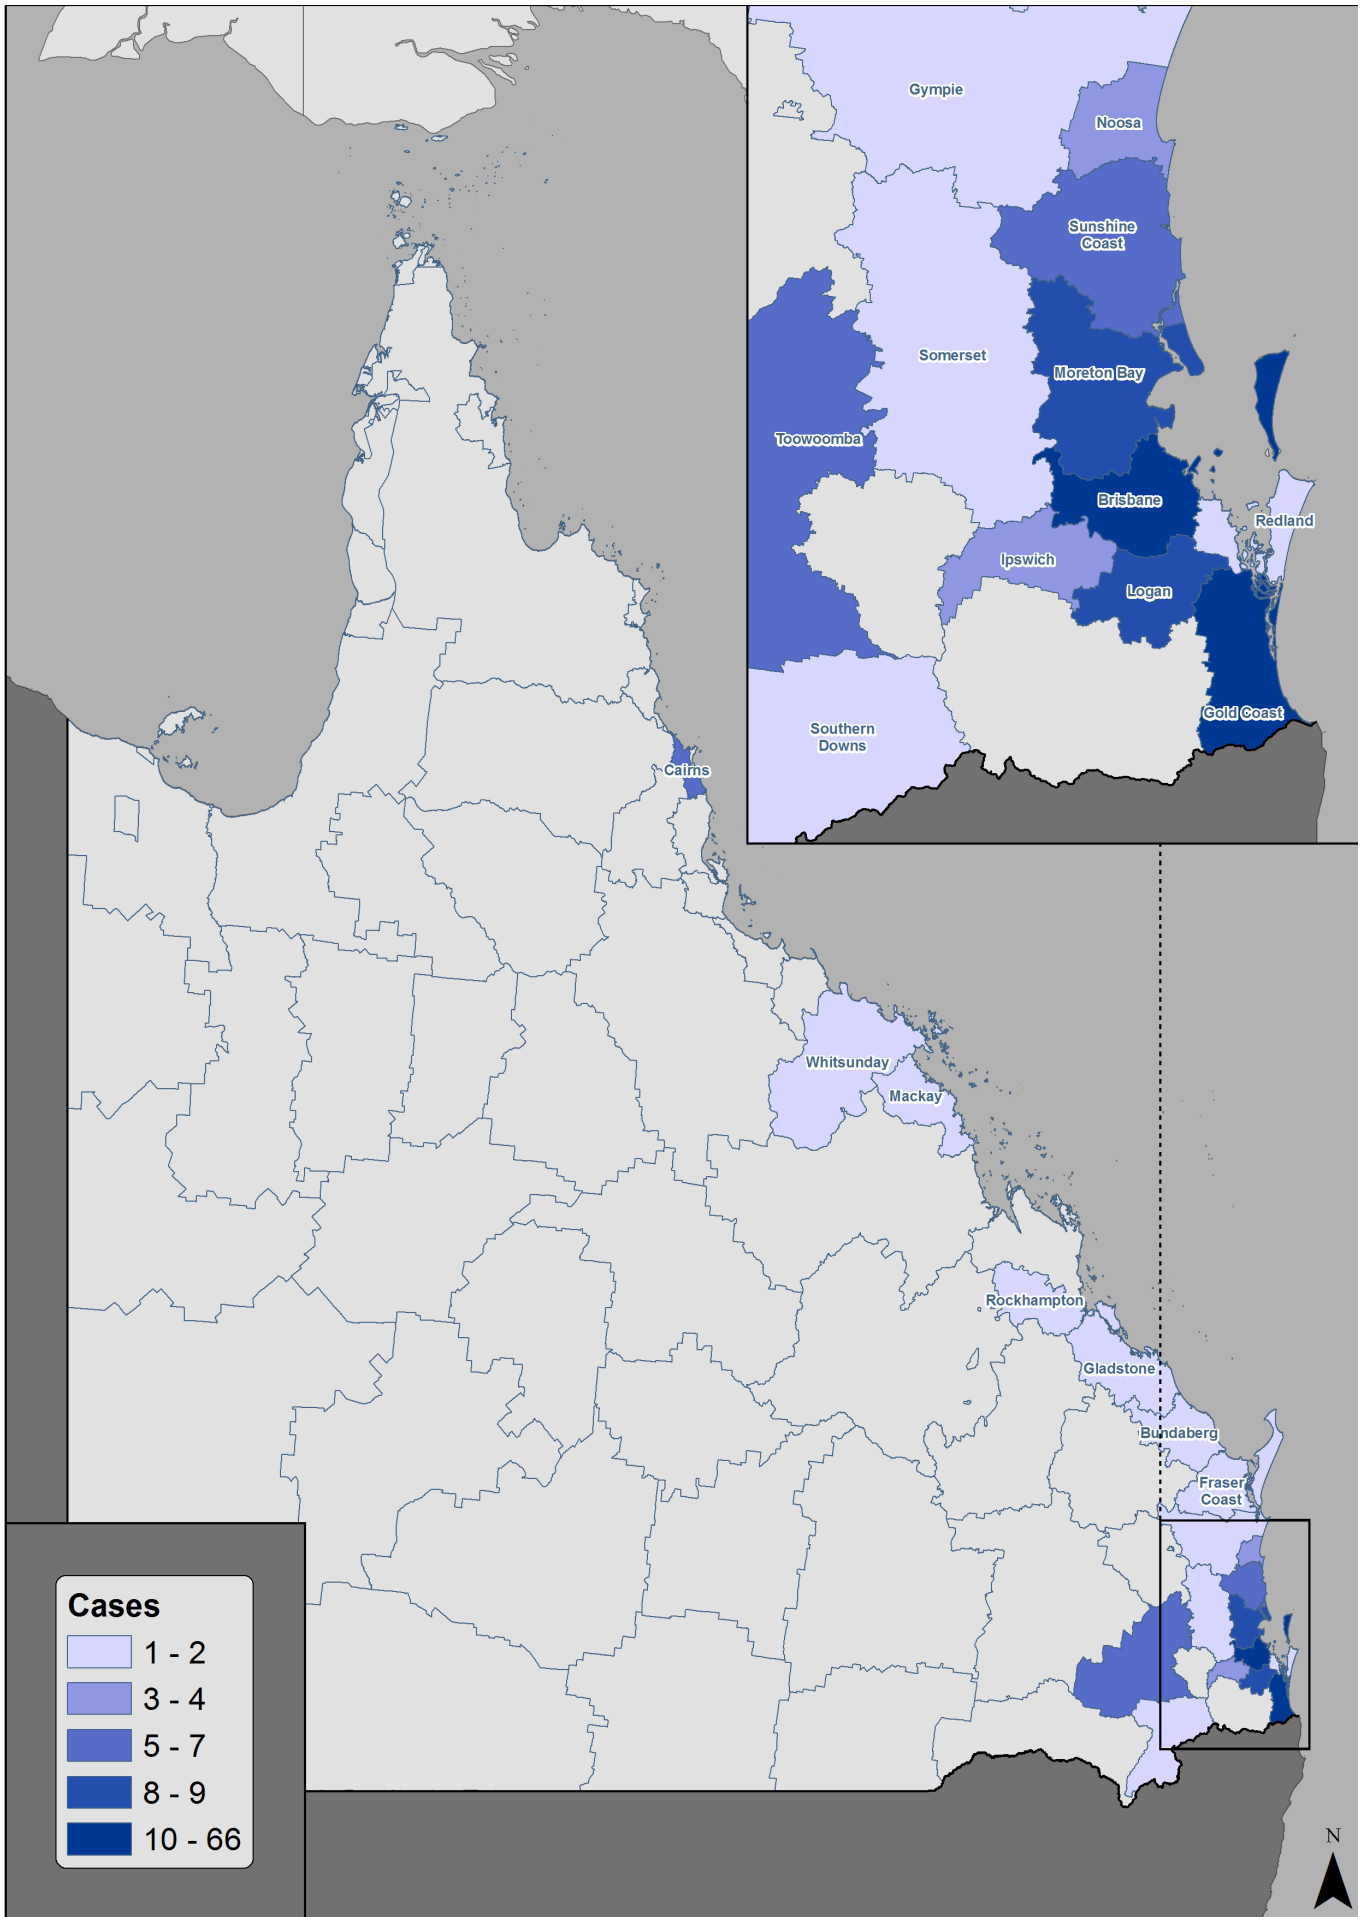 Gympie
Noosa
Sunshine
Coast
Somerset
Moreton Bay
Toowoomba
Brisbane
Redland
Ipswich
Logan
Gold Coast
Southern
Downs
Cairns
Whitsunday
Mackay
Rockhampton
Gladstone
Bundaberg
Fraser
Coast
Cases
1 - 2
3 - 4
5 - 7
8 - 9
10 - 66
N